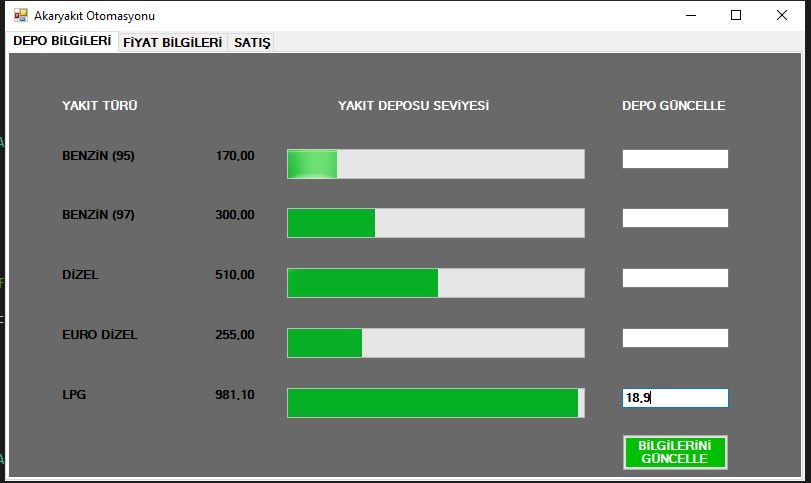 Akaryakıt Otomasyonu
DEPO BİLGİLERİ FİYAT BİLGİLERİ SATIŞ
YAKIT TÜRÜ YAKIT DEPOSU SEVİYESİ DEPO GÜNCELLE
BENZİN (95) 170,00
BENZİN (97) 300,00
DİZEL 510,00
EURO DİZEL 255,00
LPG 981,10 18,9
BİLGİLERİNİ
GÜNCELLE